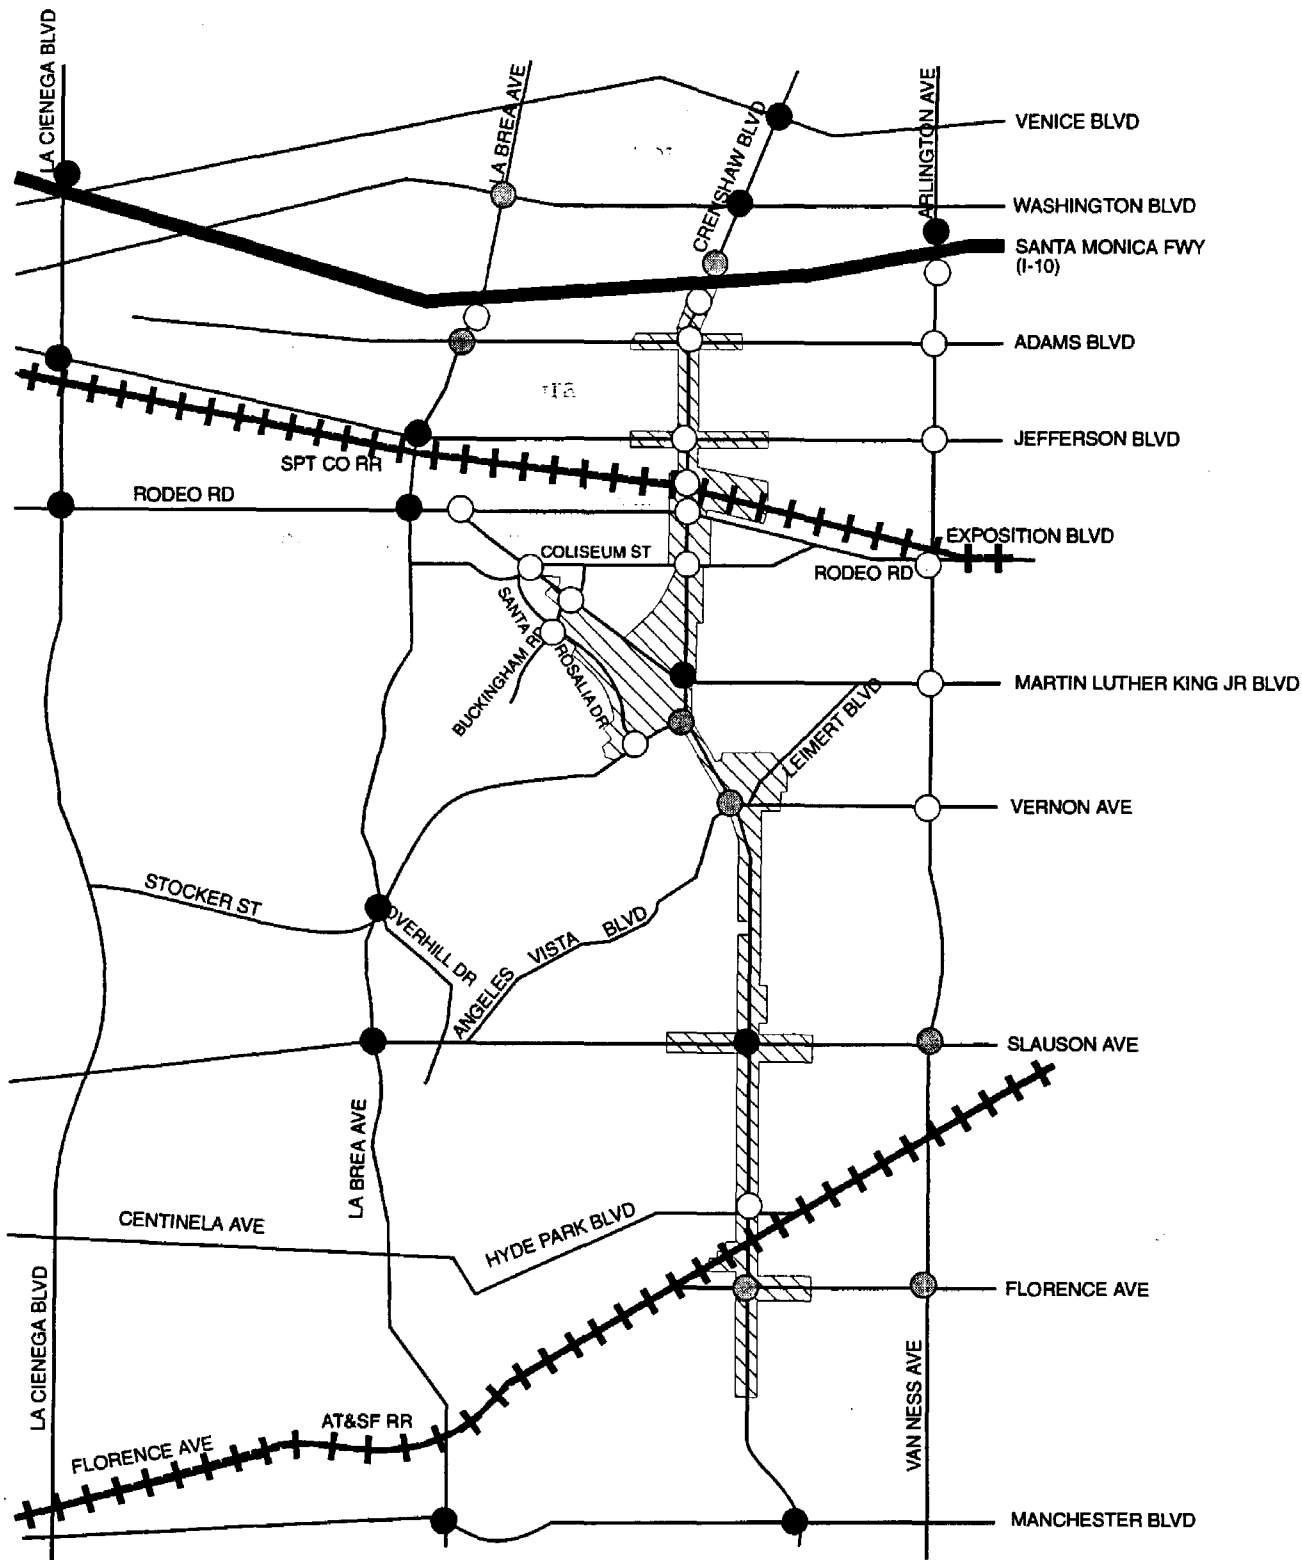 LA CIENEGA BLVD
LA BREA AVE
CRENSHAW BLVD
ARLINGTON AVE
VENICE BLVD
WASHINGTON BLVD
SANTA MONICA FWY
(I-10)
ADAMS BLVD
JEFFERSON BLVD
SPT CO RR
RODEO RD
EXPOSITION BLVD
COLISEUM ST
RODEO RD
SANTA ROSALIA DR
BUCKINGHAM RD
MARTIN LUTHER KING JR BLVD
LEIMERT BLVD
VERNON AVE
STOCKER ST
OVERHILL DR
ANGELES VISTA BLVD
SLAUSON AVE
LA BREA AVE
CENTINELA AVE
HYDE PARK BLVD
LA CIENEGA BLVD
FLORENCE AVE
VAN NESS AVE
AT&SF RR
FLORENCE AVE
MANCHESTER BLVD